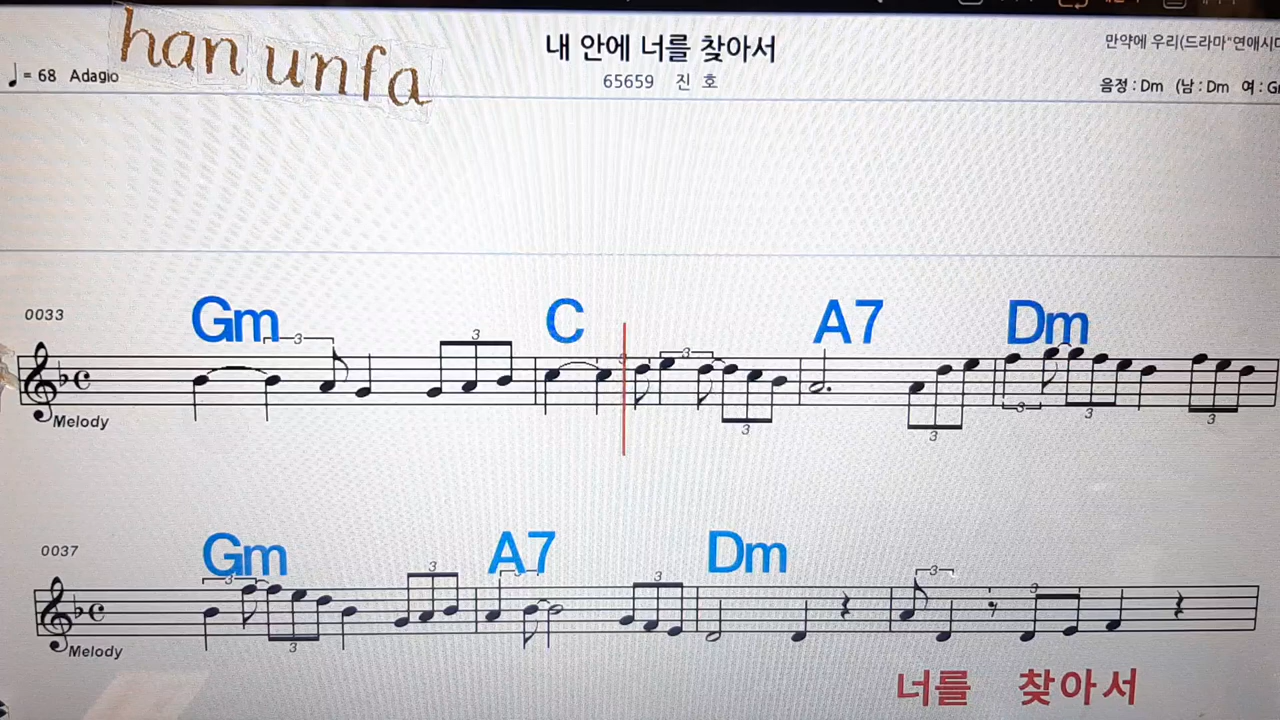 han unfa
내 안에 너를 찾아서
만약에 우리(드라마"연애시대
♩= 68 Adagio
65659 진 호
음정 : Dm (남 : Dm 여 : G
0033
Gm C A7 Dm
3 3 3 3 3 3 3 3 3
Melody
0037
Gm A7 Dm
3 3 3 3 3 3 3
Melody
너를 찾아서